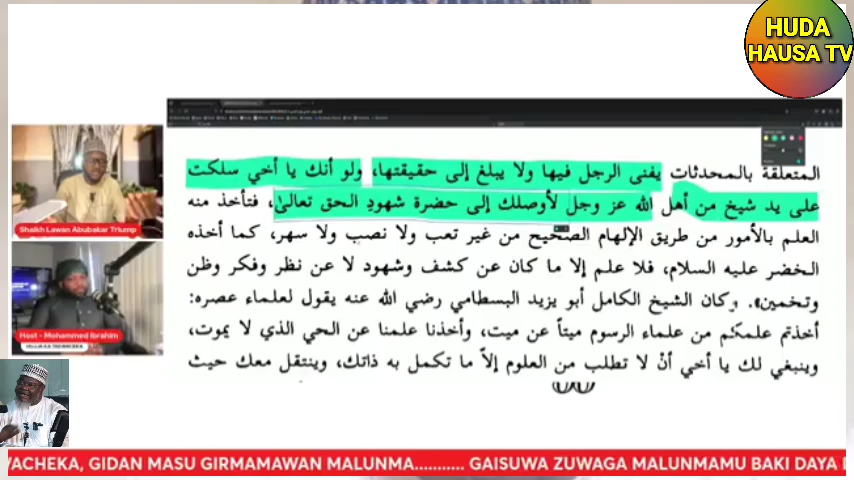 HUDA
HAUSA TV
المتعلقة بالمحدثات يفنى الرجل فيها ولا يبلغ إلى حقيقتها، ولو أنك يا أخي سلكت
على يد شيخ من أهل الله عز وجل لأوصلك إلى حضرة شهود الحق تعالىٰ، فتأخذ منه
العلم بالأمور من طريق الإلهام الصحيح من غير تعب ولا نصب ولا سهر، كما أخذه
الخضر عليه السلام، فلا علم إلا ما كان عن كشف وشهود لا عن نظر وفكر وظن
وتخمين». وكان الشيخ الكامل أبو يزيد البسطامي رضي الله عنه يقول لعلماء عصره:
أخذتم علمكم من علماء الرسوم ميتاً عن ميت، وأخذنا علمنا عن الحي الذي لا يموت،
وينبغي لك يا أخي أنْ لا تطلب من العلوم إلاّ ما تكمل به ذاتك، وينتقل معك حيث
Shaikh Lawan Abubakar Triump
Host - Mohammed Ibrahim
WACHEKA, GIDAN MASU GIRMAMAWAN MALUNMA........... GAISUWA ZUWAGA MALUNMAMU BAKI DAYA